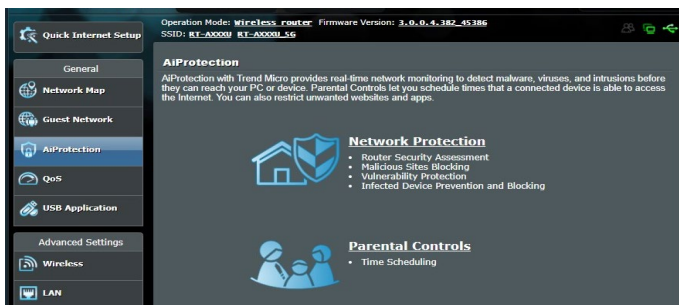 Quick Internet Setup
General
Network Map
Guest Network
AiProtection
QoS
USB Application
Advanced Settings
Wireless
LAN
Operation Mode: Wireless router Firmware Version: 3.0.0.4.382_45386
SSID: RT-AXXXU RT-AXXXU_5G
AiProtection
AiProtection with Trend Micro provides real-time network monitoring to detect malware, viruses, and intrusions before
they can reach your PC or device. Parental Controls let you schedule times that a connected device is able to access
the Internet. You can also restrict unwanted websites and apps.
Network Protection
• Router Security Assessment
• Malicious Sites Blocking
• Vulnerability Protection
• Infected Device Prevention and Blocking
Parental Controls
• Time Scheduling